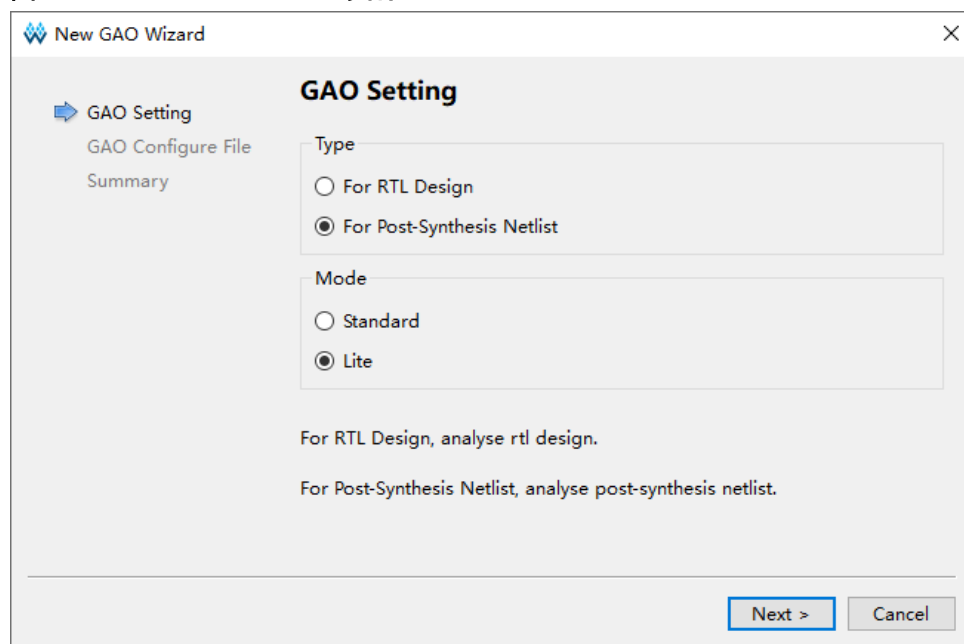 New GAO Wizard
GAO Setting
GAO Configure File
Summary
GAO Setting
Type
For RTL Design
For Post-Synthesis Netlist
Mode
Standard
Lite
For RTL Design, analyse rtl design.
For Post-Synthesis Netlist, analyse post-synthesis netlist.
Next >
Cancel